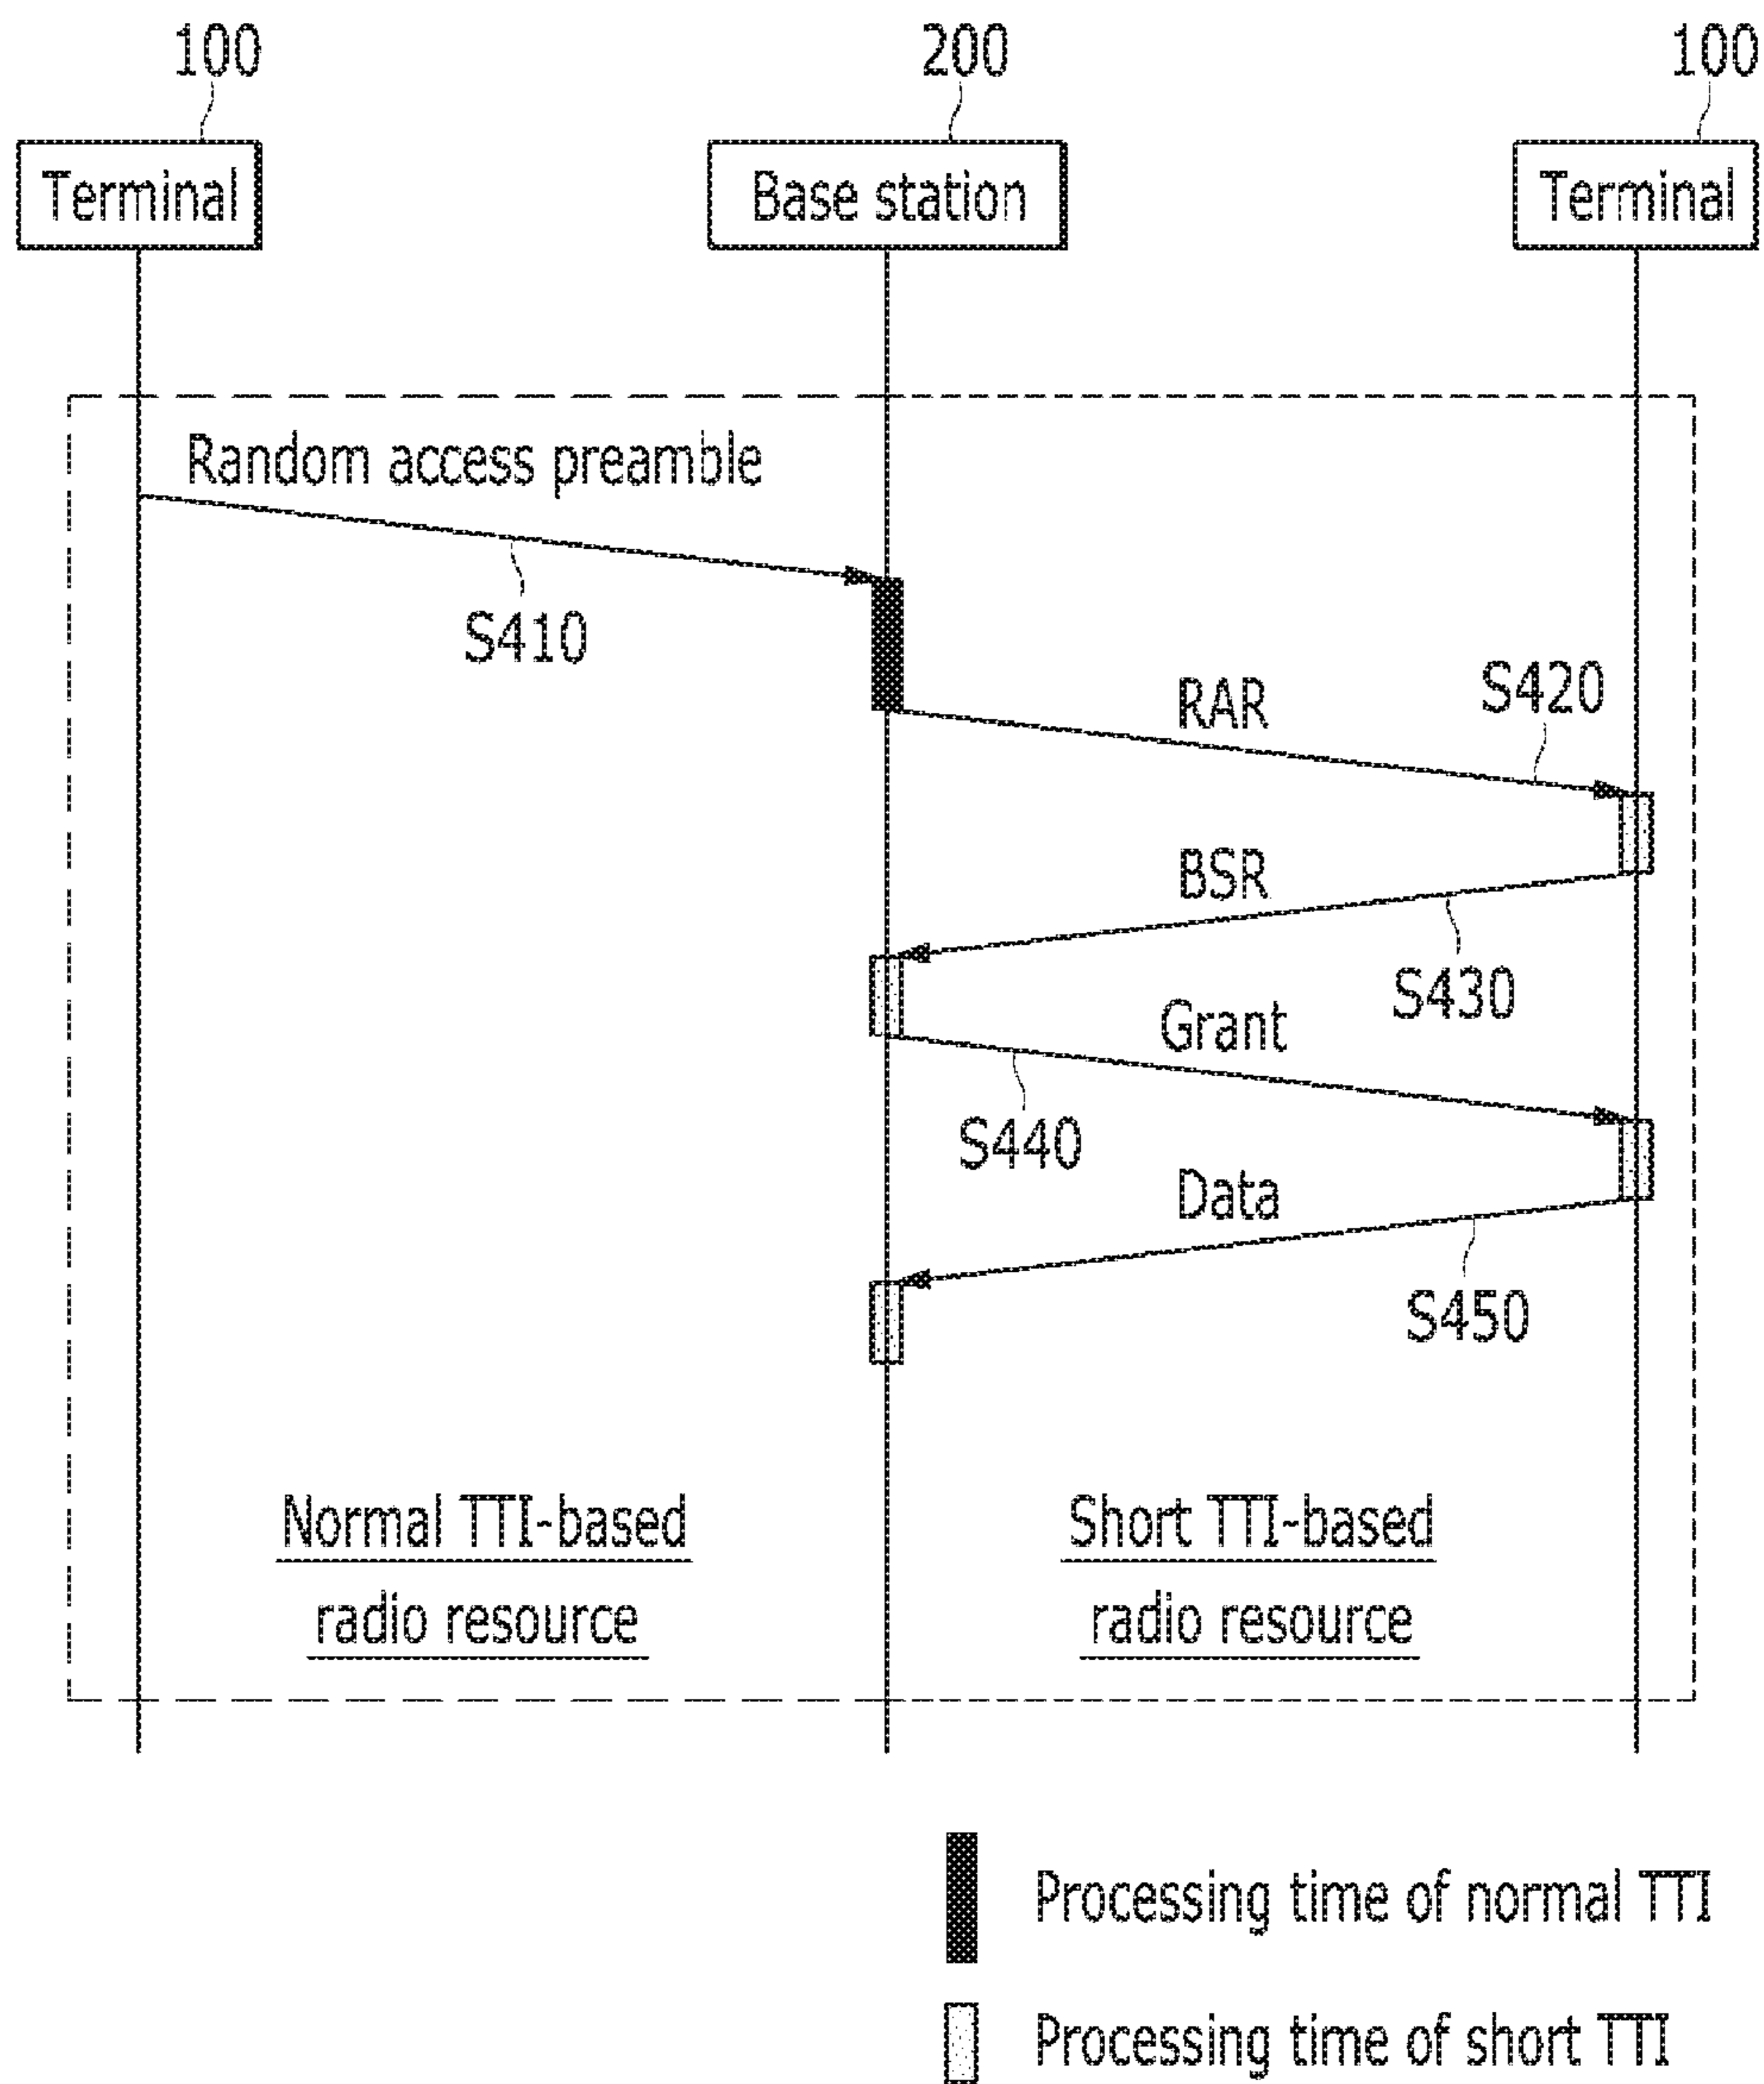 100
200
100
Terminal
Base station
Terminal
Random access preamble
S410
RAR
S420
BSR
S430
Grant
S440
Data
S450
Normal TTI-based
radio resource
Short TTI-based
radio resource
Processing time of normal TTI
Processing time of short TTI